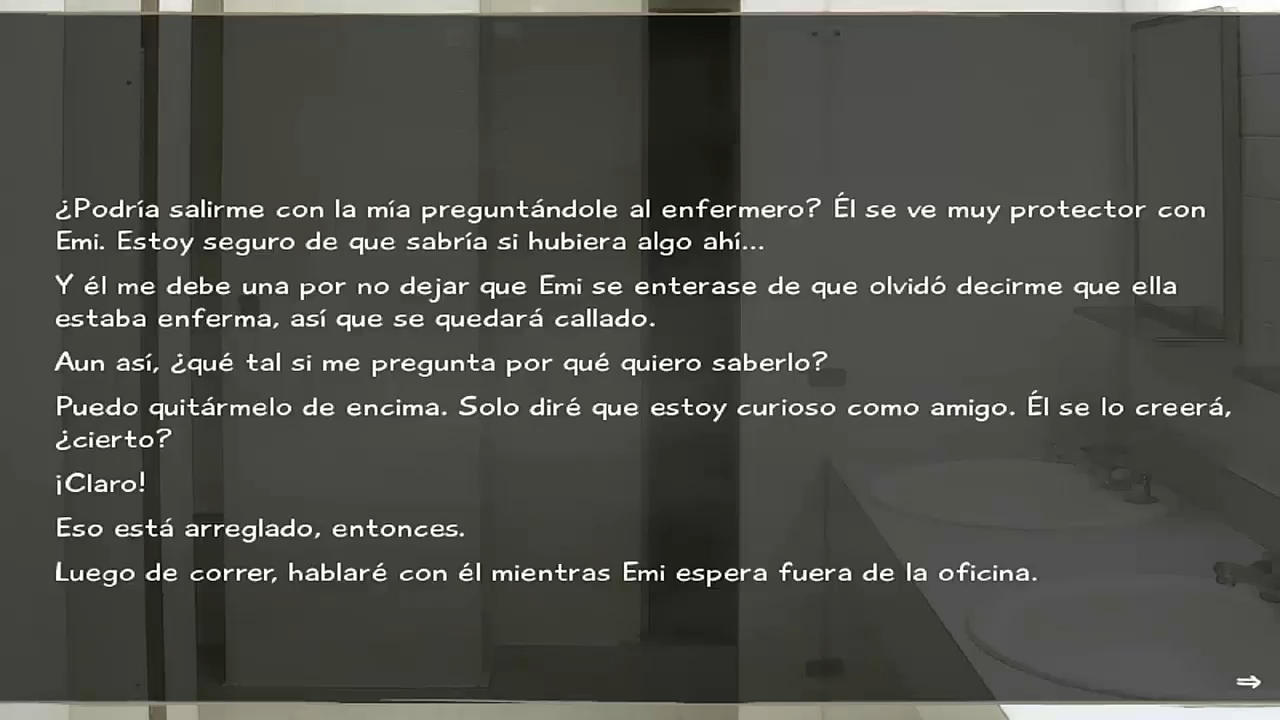 ¿Podría salirme con la mía preguntándole al enfermero? Él se ve muy protector con
Emi. Estoy seguro de que sabría si hubiera algo ahí...
Y él me debe una por no dejar que Emi se enterase de que olvidó decirme que ella
estaba enferma, así que se quedará callado.
Aun así, ¿qué tal si me pregunta por qué quiero saberlo?
Puedo quitármelo de encima. Solo diré que estoy curioso como amigo. Él se lo creerá,
¿cierto?
¡Claro!
Eso está arreglado, entonces.
Luego de correr, hablaré con él mientras Emi espera fuera de la oficina.